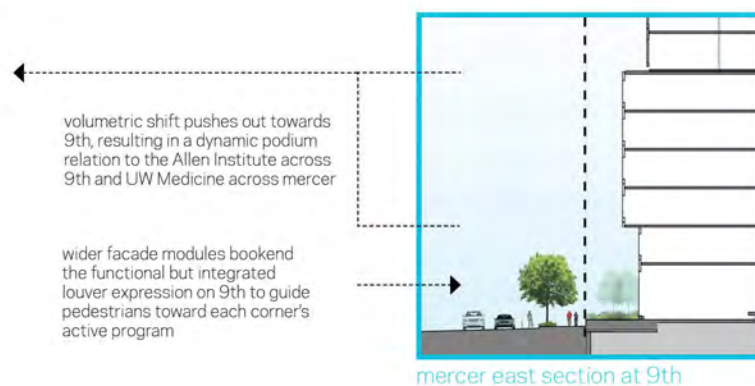 volumetric shift pushes out towards
9th, resulting in a dynamic podium
relation to the Allen Institute across
9th and UW Medicine across mercer
wider facade modules bookend
the functional but integrated
louver expression on 9th to guide
pedestrians toward each corner's
active program
mercer east section at 9th